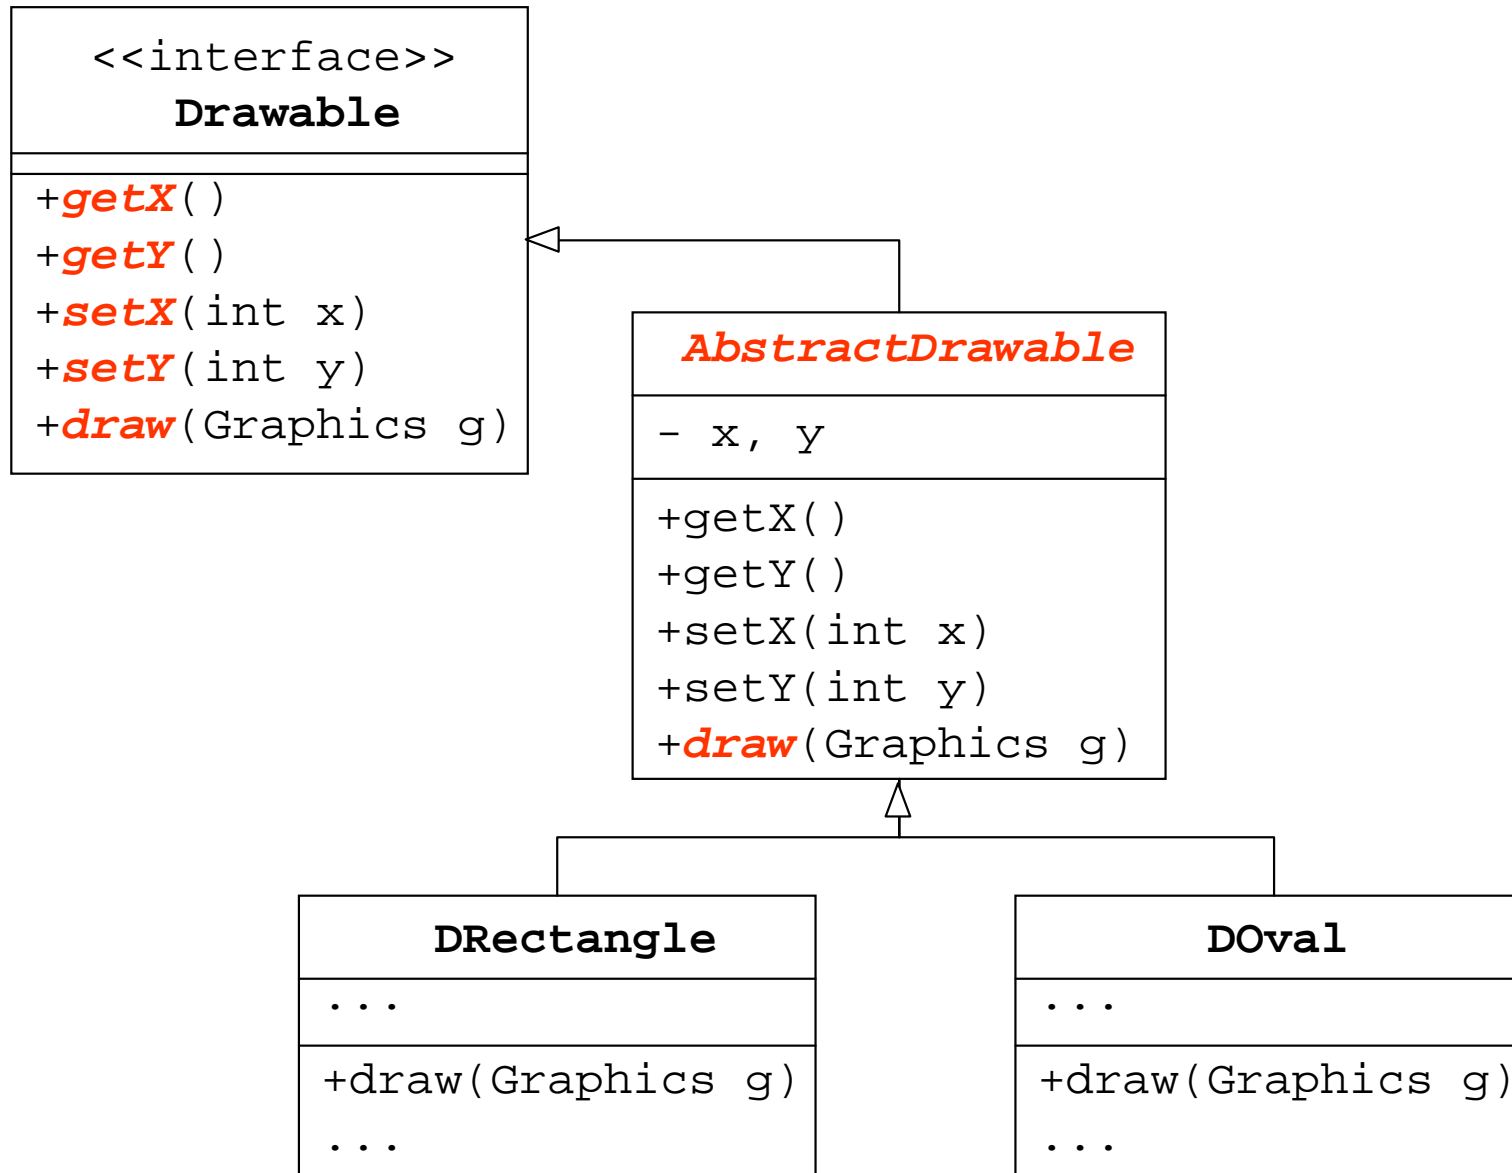 <<interface>>
Drawable
+getX()
+getY()
+setX(int x)
+setY(int y)
+draw(Graphics g)
AbstractDrawable
- x, y
+getX()
+getY()
+setX(int x)
+setY(int y)
+draw(Graphics g)
DRectangle
...
+draw(Graphics g)
...
DOval
...
+draw(Graphics g)
...